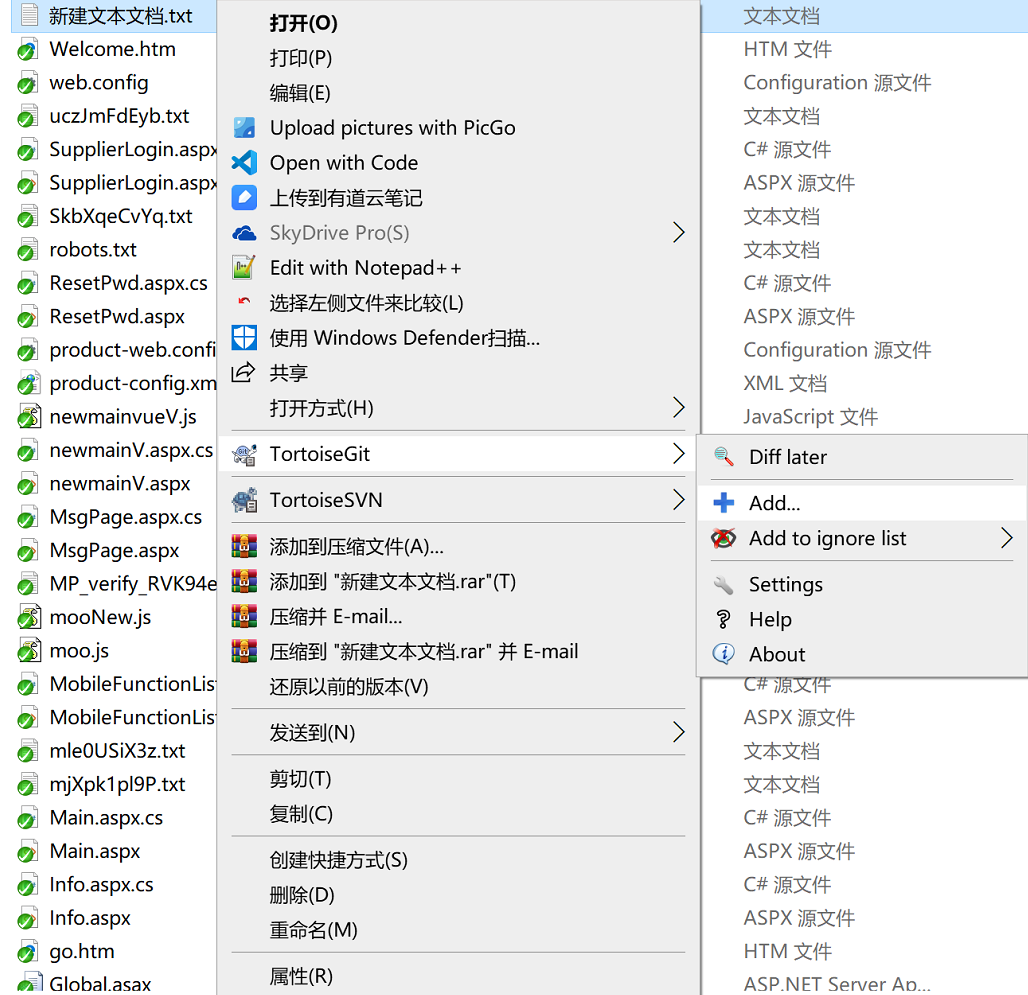 新建文本文档.txt
Welcome.htm
web.config
uczJmFdEyb.txt
SupplierLogin.aspx
SupplierLogin.aspx
SkbXqeCvYq.txt
robots.txt
ResetPwd.aspx.cs
ResetPwd.aspx
product-web.confi
product-config.xm
newmainvueV.js
newmainV.aspx.cs
newmainV.aspx
MsgPage.aspx.cs
MsgPage.aspx
MP_verify_RVK94e
mooNew.js
moo.js
MobileFunctionList
MobileFunctionList
mle0USiX3z.txt
mjXpk1pl9P.txt
Main.aspx.cs
Main.aspx
Info.aspx.cs
Info.aspx
go.htm
Global.asax
打开(O)
打印(P)
编辑(E)
Upload pictures with PicGo
Open with Code
上传到有道云笔记
SkyDrive Pro(S)
Edit with Notepad++
选择左侧文件来比较(L)
使用 Windows Defender扫描...
共享
打开方式(H)
TortoiseGit
TortoiseSVN
添加到压缩文件(A)...
添加到 "新建文本文档.rar"(T)
压缩并 E-mail...
压缩到 "新建文本文档.rar" 并 E-mail
还原以前的版本(V)
发送到(N)
剪切(T)
复制(C)
创建快捷方式(S)
删除(D)
重命名(M)
属性(R)
文本文档
HTM 文件
Configuration 源文件
文本文档
C# 源文件
ASPX 源文件
文本文档
文本文档
C# 源文件
ASPX 源文件
Configuration 源文件
XML 文档
JavaScript 文件
Diff later
Add...
Add to ignore list
Settings
Help
About
C# 源文件
ASPX 源文件
文本文档
文本文档
C# 源文件
ASPX 源文件
C# 源文件
ASPX 源文件
HTM 文件
ASP.NET Server Ap...